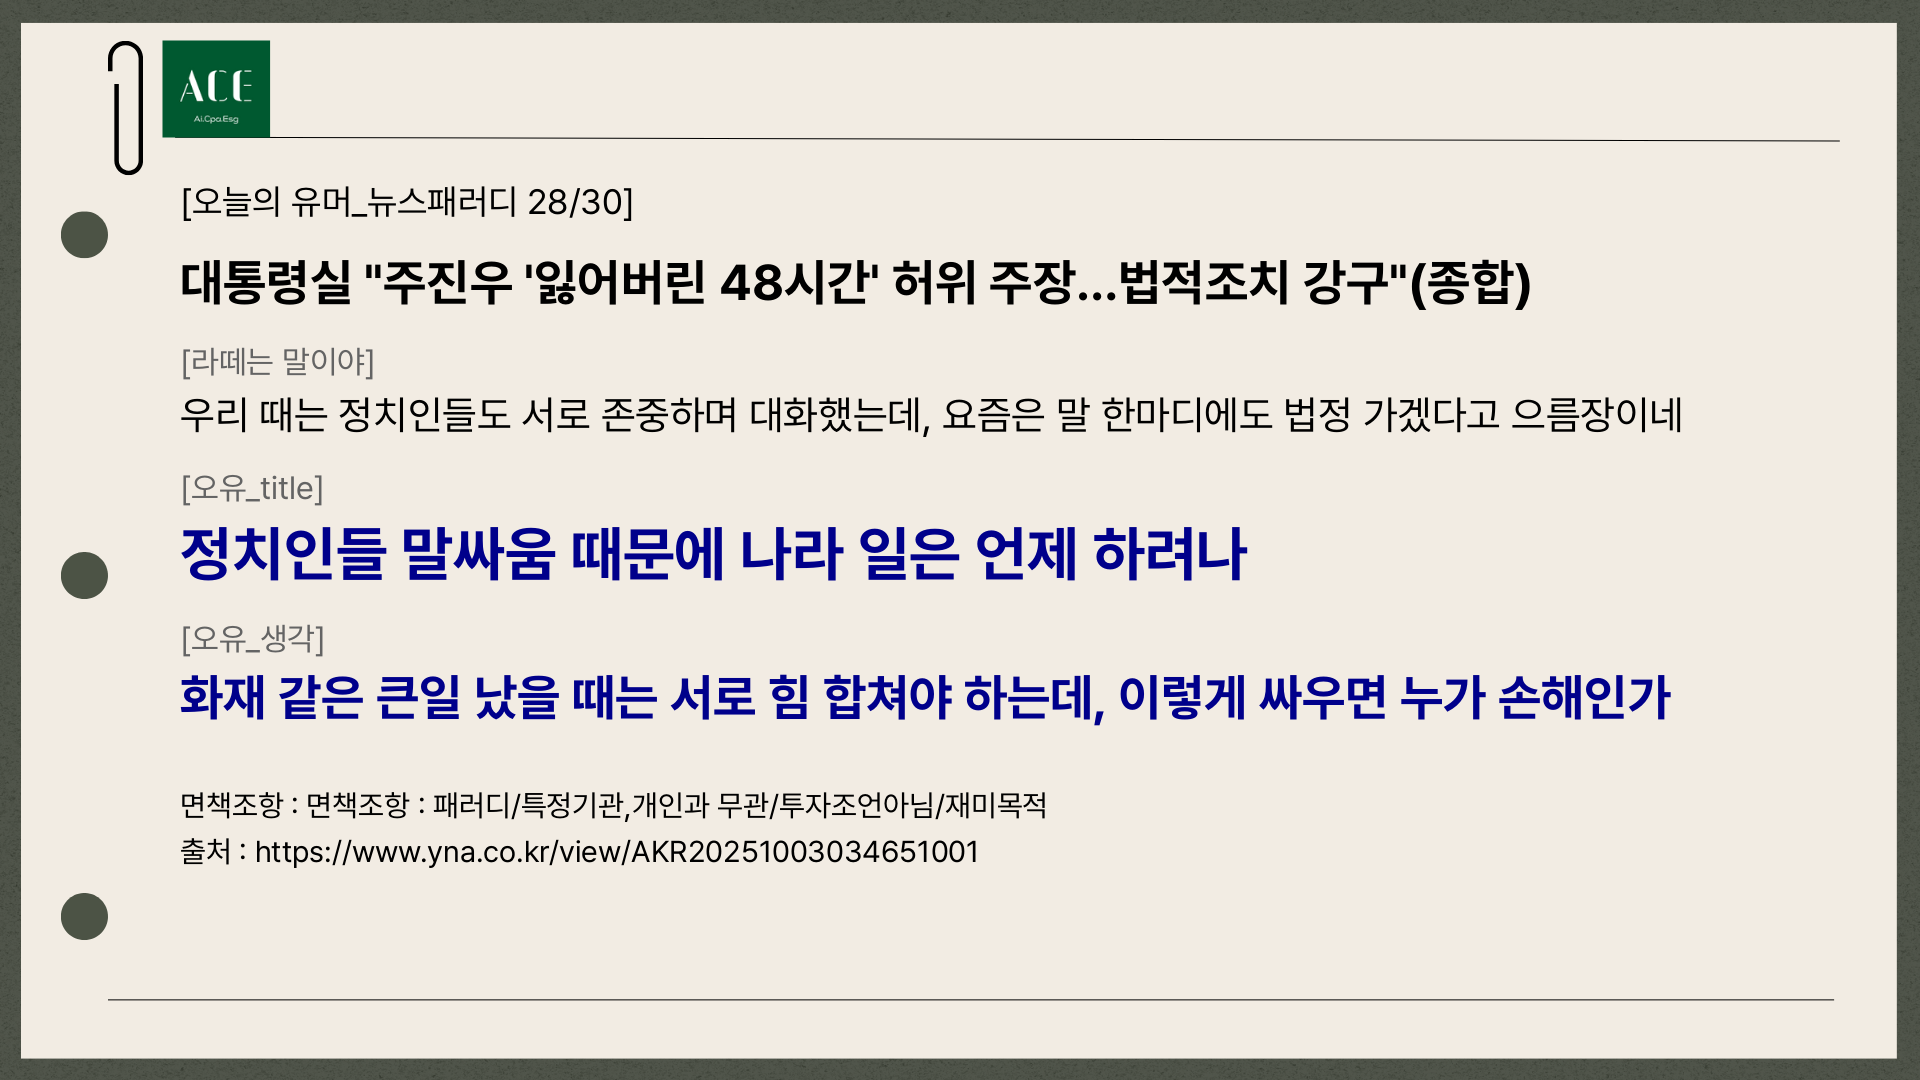 ACE
Ai.Cpa.Esg
[오늘의 유머_뉴스패러디 28/30]
대통령실 "주진우 '잃어버린 48시간' 허위 주장...법적조치 강구"(종합)
[라떼는 말이야]
우리 때는 정치인들도 서로 존중하며 대화했는데, 요즘은 말 한마디에도 법정 가겠다고 으름장이네
[오유_title]
정치인들 말싸움 때문에 나라 일은 언제 하려나
[오유_생각]
화재 같은 큰일 났을 때는 서로 힘 합쳐야 하는데, 이렇게 싸우면 누가 손해인가
면책조항 : 면책조항 : 패러디/특정기관,개인과 무관/투자조언아님/재미목적
출처 : https://www.yna.co.kr/view/AKR20251003034651001